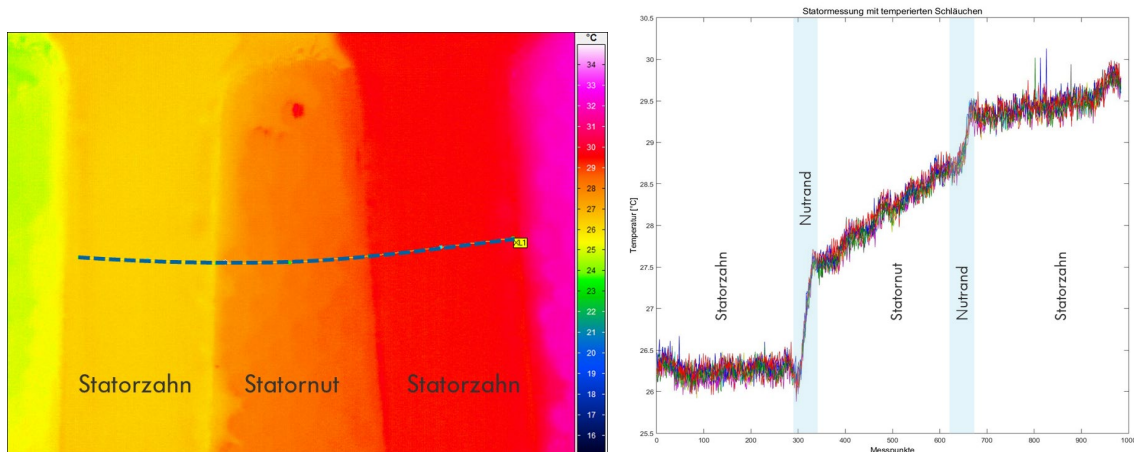 °C
34
33
32
31
30
29
28
27
26
25
24
23
22
21
20
19
18
17
16
XL1
Statorzahn
Statornut
Statorzahn
Statormessung mit temperierten Schläuchen
30.5
30
29.5
29
28.5
28
27.5
27
26.5
26
25.5
Temperatur [°C]
Statorzahn
Nutrand
Statornut
Nutrand
Statorzahn
0 100 200 300 400 500 600 700 800 900 1000
Messpunkte